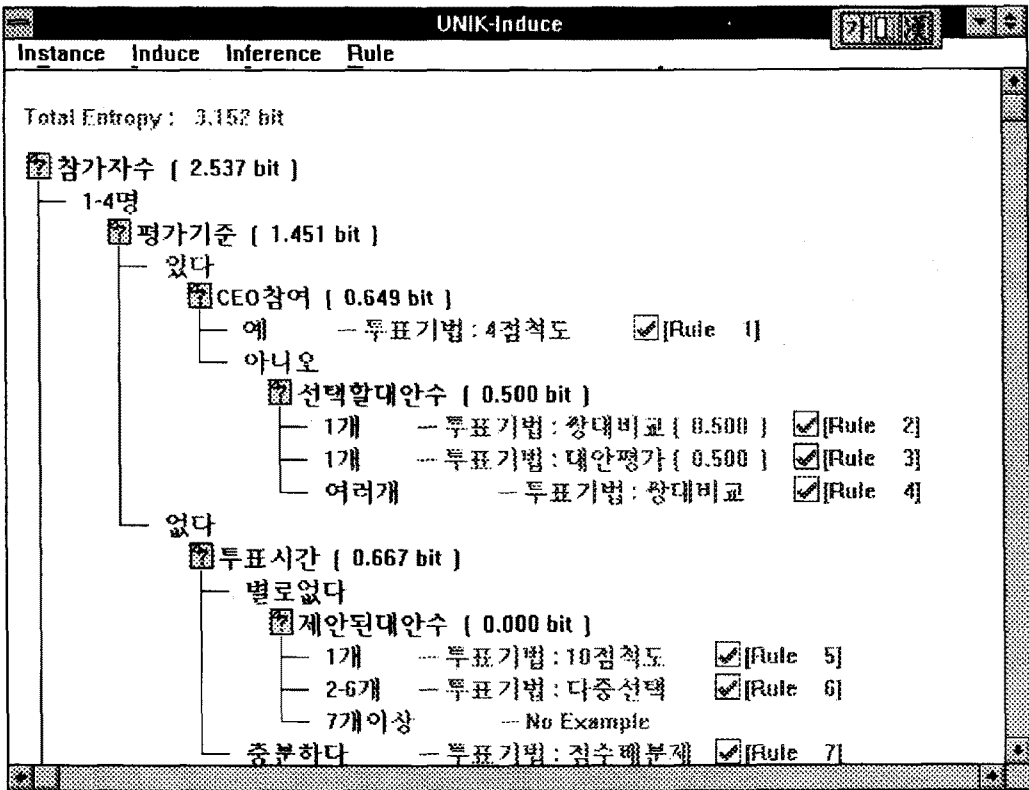 UNIK-Induce
가 漢
Instance Induce Inference Rule
Total Entropy : 3.152 bit
? 참가자수 ( 2.537 bit )
1-4명
? 평가기준 ( 1.451 bit )
있다
? CEO참여 ( 0.649 bit )
예 - 투표기법 : 4점척도 [Rule 1]
아니오
? 선택할대안수 ( 0.500 bit )
1개 - 투표기법 : 쌍대비교 ( 0.500 ) [Rule 2]
1개 - 투표기법 : 대안평가 ( 0.500 ) [Rule 3]
여러개 - 투표기법 : 쌍대비교 [Rule 4]
없다
? 투표시간 ( 0.667 bit )
별로없다
? 제안된대안수 ( 0.000 bit )
1개 - 투표기법 : 10점척도 [Rule 5]
2-6개 - 투표기법 : 다중선택 [Rule 6]
7개이상 - No Example
충분하다 - 투표기법 : 점수배분제 [Rule 7]